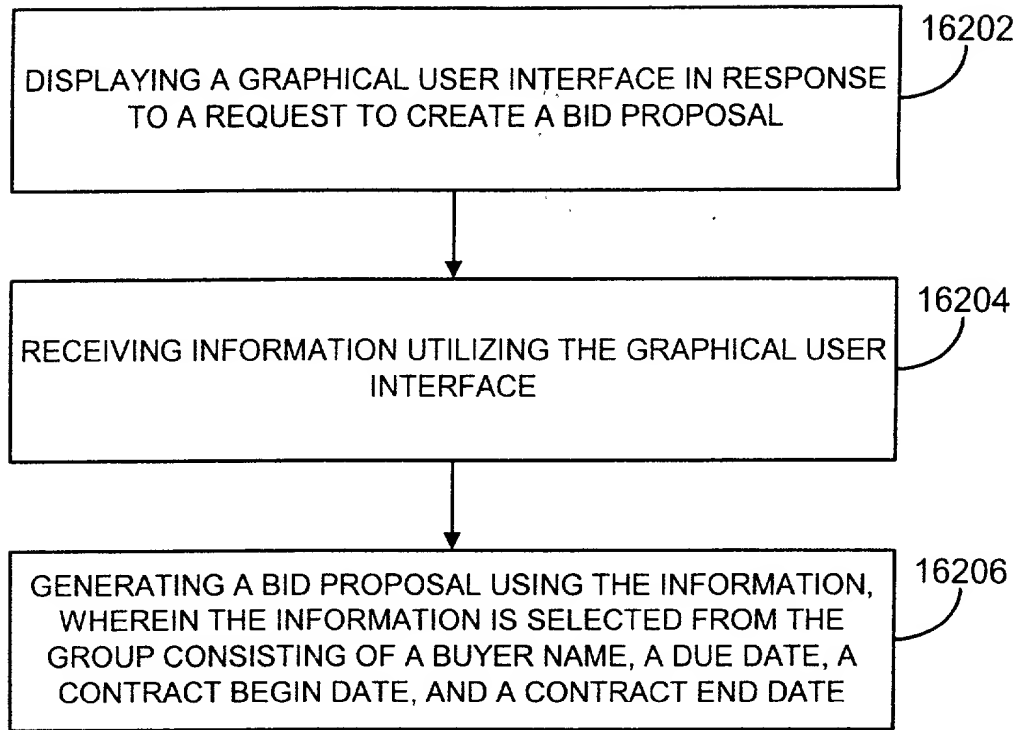 16202
DISPLAYING A GRAPHICAL USER INTERFACE IN RESPONSE
TO A REQUEST TO CREATE A BID PROPOSAL
16204
RECEIVING INFORMATION UTILIZING THE GRAPHICAL USER
INTERFACE
16206
GENERATING A BID PROPOSAL USING THE INFORMATION,
WHEREIN THE INFORMATION IS SELECTED FROM THE
GROUP CONSISTING OF A BUYER NAME, A DUE DATE, A
CONTRACT BEGIN DATE, AND A CONTRACT END DATE